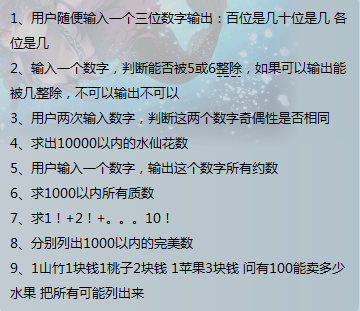 1、用户随便输入一个三位数字输出：百位是几十位是几 各
位是几
2、输入一个数字，判断能否被5或6整除，如果可以输出能
被几整除，不可以输出不可以
3、用户两次输入数字，判断这两个数字奇偶性是否相同
4、求出10000以内的水仙花数
5、用户输入一个数字，输出这个数字所有约数
6、求1000以内所有质数
7、求1！+2！+。。。10！
8、分别列出1000以内的完美数
9、1山竹1块钱1桃子2块钱 1苹果3块钱 问有100能卖多少
水果 把所有可能列出来